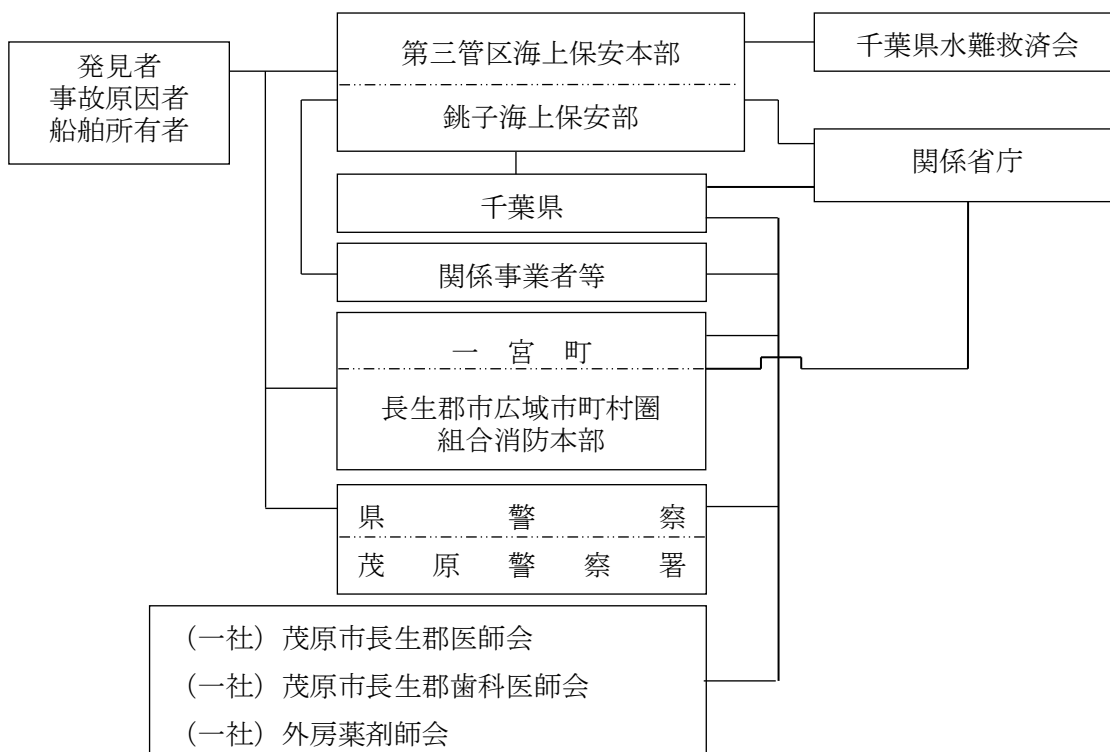 発見者
事故原因者
船舶所有者
第三管区海上保安本部
銚子海上保安部
千葉県水難救済会
関係省庁
千葉県
関係事業者等
一 宮 町
長生郡市広域市町村圏
組合消防本部
県 警 察
茂 原 警 察 署
(一社)茂原市長生郡医師会
(一社)茂原市長生郡歯科医師会
(一社)外房薬剤師会